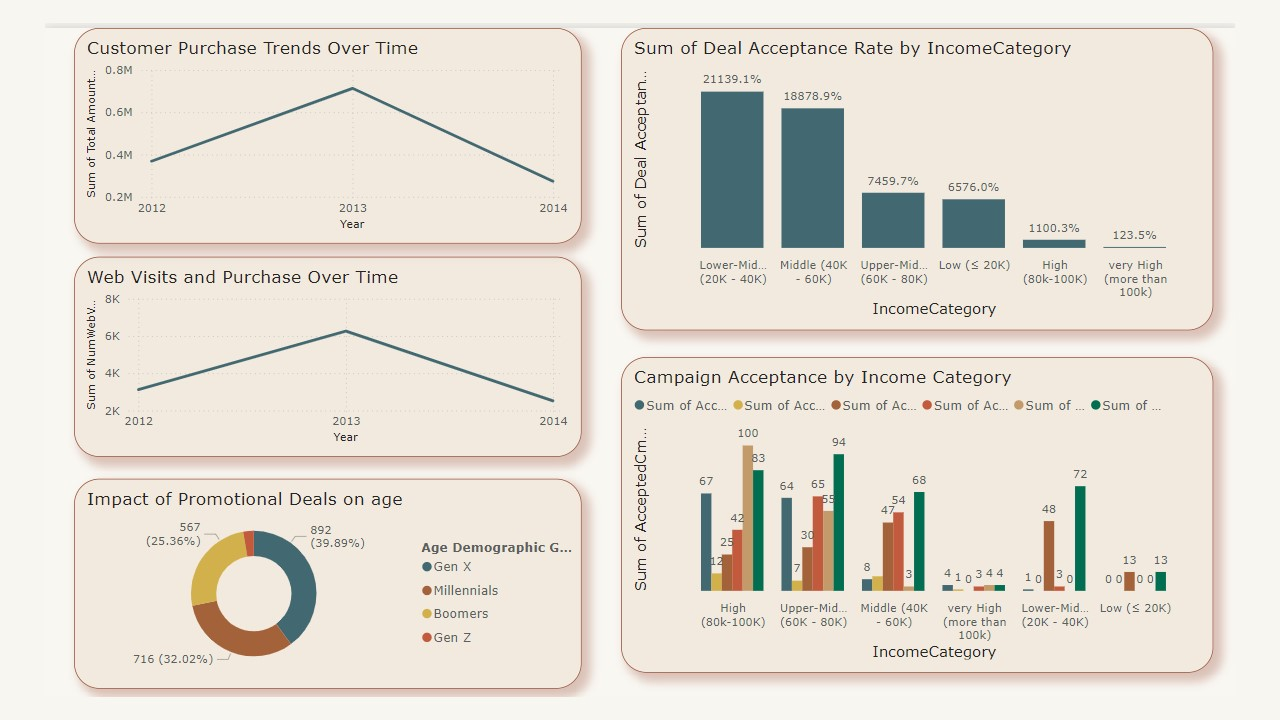 Customer Purchase Trends Over Time
Sum of Total Amount...
0.8M
0.6M
0.4M
0.2M
2012
2013
2014
Year
Web Visits and Purchase Over Time
Sum of NumWebV...
8K
6K
4K
2K
2012
2013
2014
Year
Impact of Promotional Deals on age
567
(25.36%)
892
(39.89%)
716 (32.02%)
Age Demographic G...
Gen X
Millennials
Boomers
Gen Z
Sum of Deal Acceptance Rate by IncomeCategory
Sum of Deal Acceptan...
21139.1%
18878.9%
7459.7%
6576.0%
1100.3%
123.5%
Lower-Mid...
(20K - 40K)
Middle (40K
- 60K)
Upper-Mid...
(60K - 80K)
Low (≤ 20K)
High
(80k-100K)
very High
(more than
100k)
IncomeCategory
Campaign Acceptance by Income Category
Sum of Acc...
Sum of Acc...
Sum of Ac...
Sum of Ac...
Sum of ...
Sum of ...
Sum of AcceptedCm...
67
12
25
42
100
83
64
7
30
65
55
94
8
47
54
3
68
4 1 0 3 4 4
1 0 48 3 0 72
0 0 13 0 0 13
High
(80k-100K)
Upper-Mid...
(60K - 80K)
Middle (40K
- 60K)
very High
(more than
100k)
Lower-Mid...
(20K - 40K)
Low (≤ 20K)
IncomeCategory